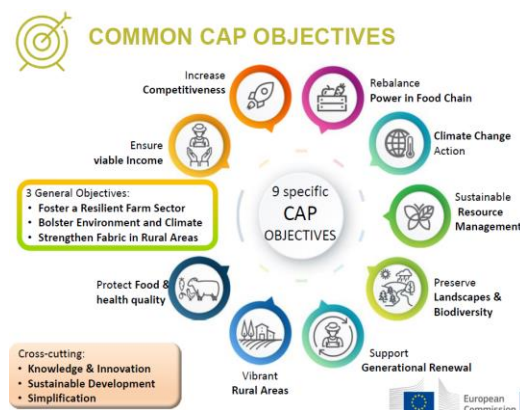 COMMON CAP OBJECTIVES
Increase
Competitiveness
Rebalance
Power in Food Chain
Ensure
viable Income
Climate Change
Action
3 General Objectives:
• Foster a Resilient Farm Sector
• Bolster Environment and Climate
• Strengthen Fabric in Rural Areas
9 specific
CAP
OBJECTIVES
Sustainable
Resource
Management
Protect Food &
health quality
Preserve
Landscapes &
Biodiversity
Vibrant
Rural Areas
Support
Generational Renewal
Cross-cutting:
• Knowledge & Innovation
• Sustainable Development
• Simplification
European
Commission